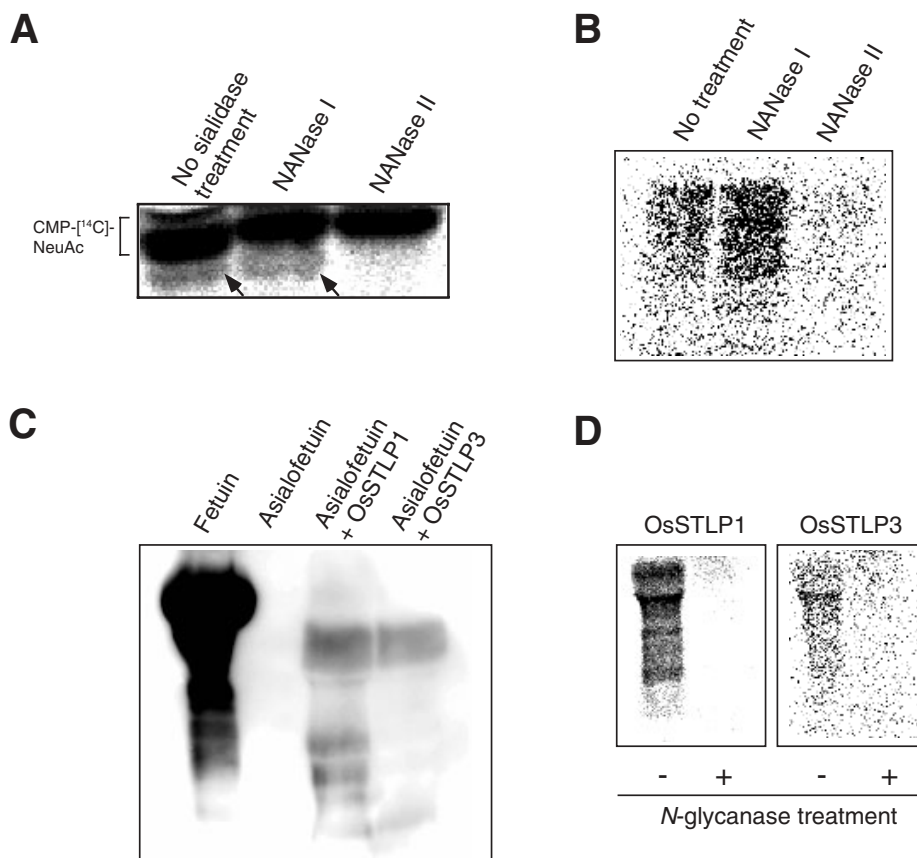 A
No sialidase
treatment
NANase I
NANase II
CMP-[¹⁴C]-
NeuAc
B
No treatment
NANase I
NANase II
C
Fetuin
Asialofetuin
Asialofetuin
+ OsSTLP1
Asialofetuin
+ OsSTLP3
D
OsSTLP1
OsSTLP3
- + - +
N-glycanase treatment